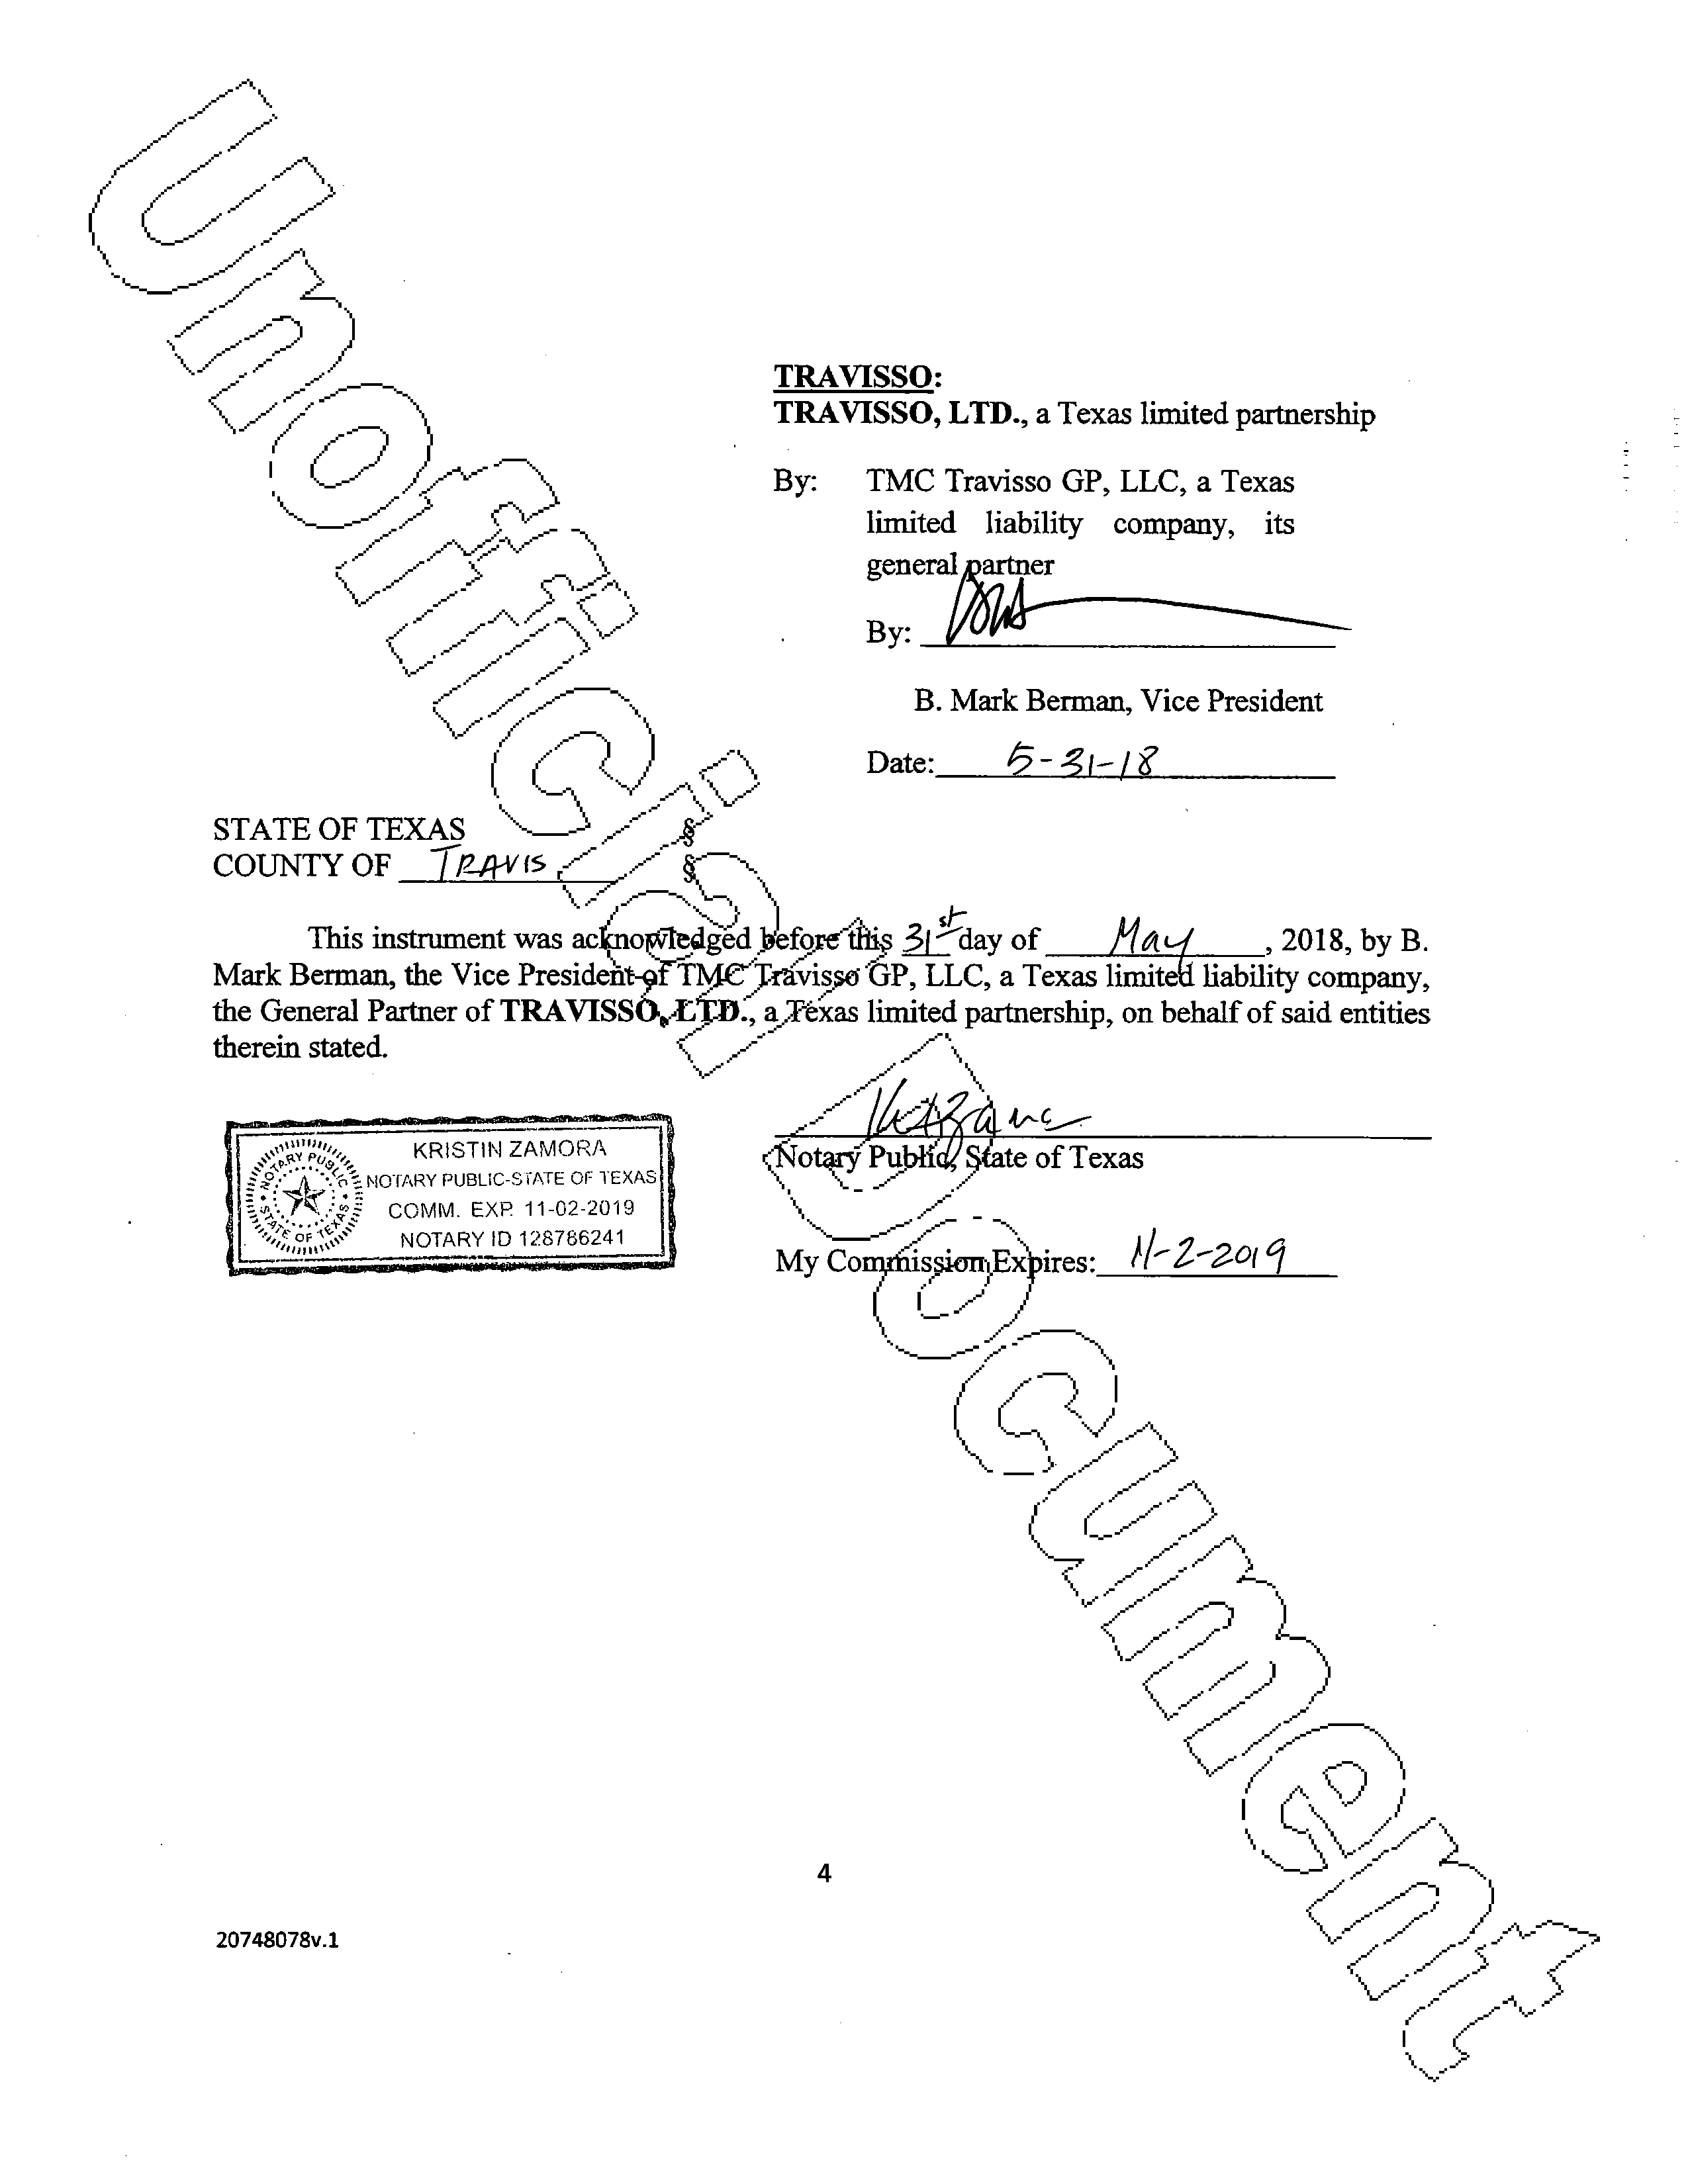 Unofficial Document
TRAVISSO:
TRAVISSO, LTD., a Texas limited partnership
By: TMC Travisso GP, LLC, a Texas
limited liability company, its
general partner
By:
B. Mark Berman, Vice President
Date: 5-31-18
STATE OF TEXAS §
COUNTY OF TRAVIS §
This instrument was acknowledged before this 31st day of May, 2018, by B.
Mark Berman, the Vice President of TMC Travisso GP, LLC, a Texas limited liability company,
the General Partner of TRAVISSO, LTD., a Texas limited partnership, on behalf of said entities
therein stated.
NOTARY PUBLIC
STATE OF TEXAS
KRISTIN ZAMORA
NOTARY PUBLIC-STATE OF TEXAS
COMM. EXP. 11-02-2019
NOTARY ID 128786241
Notary Public, State of Texas
My Commission Expires: 11-2-2019
4
20748078v.1